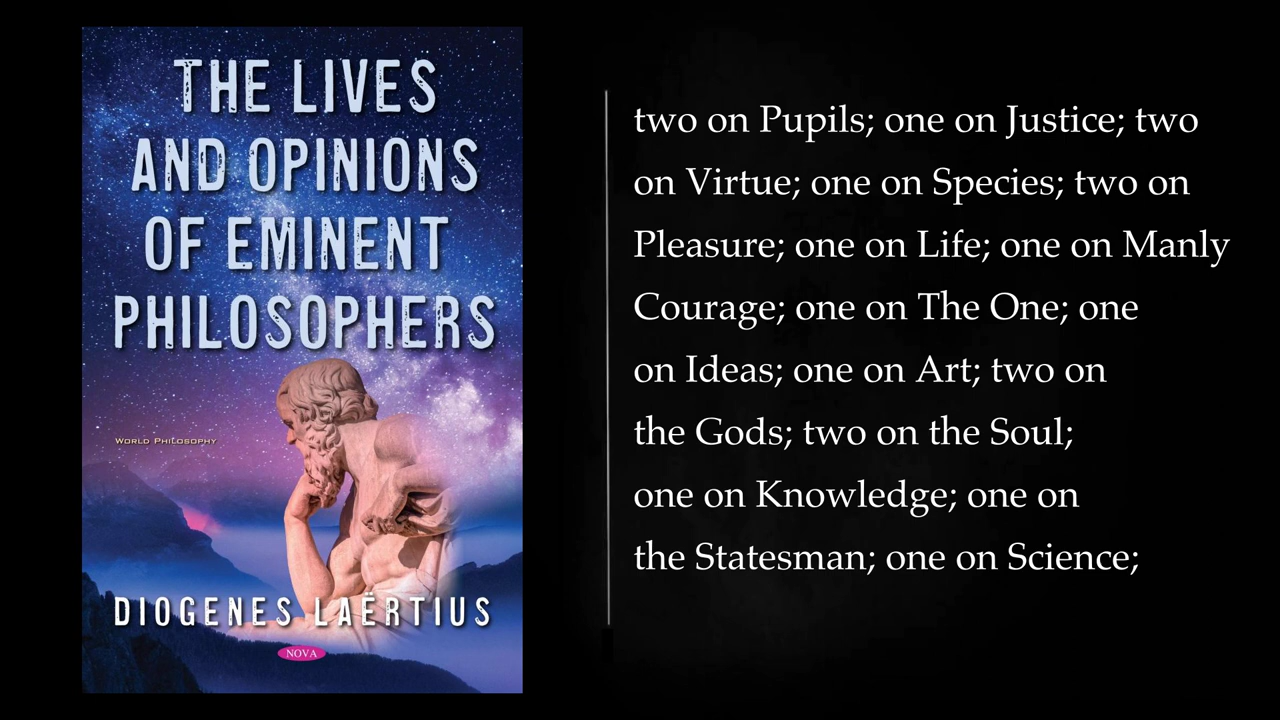 THE LIVES
AND OPINIONS
OF EMINENT
PHILOSOPHERS
WORLD PHILOSOPHY
DIOGENES LAËRTIUS
NOVA
two on Pupils; one on Justice; two
on Virtue; one on Species; two on
Pleasure; one on Life; one on Manly
Courage; one on The One; one
on Ideas; one on Art; two on
the Gods; two on the Soul;
one on Knowledge; one on
the Statesman; one on Science;